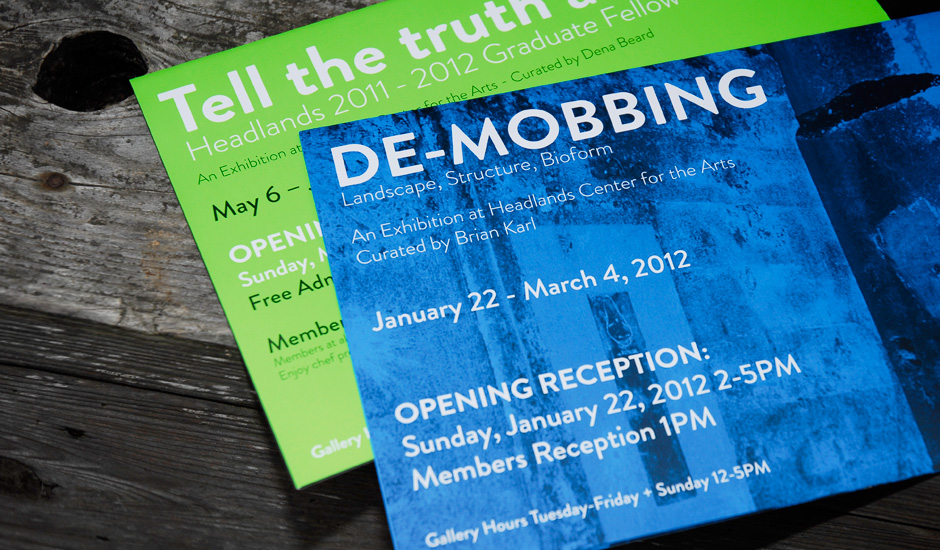 Tell the truth
Headlands 2011 - 2012 Graduate Fellow
An Exhibition at for the Arts - Curated by Dena Beard
May 6 –
OPENI
Sunday,
Free Adm
Member
Members at a
Enjoy chef pr
Gallery
DE-MOBBING
Landscape, Structure, Bioform
An Exhibition at Headlands Center for the Arts
Curated by Brian Karl
January 22 - March 4, 2012
OPENING RECEPTION:
Sunday, January 22, 2012 2-5PM
Members Reception 1PM
Gallery Hours Tuesday-Friday + Sunday 12-5PM